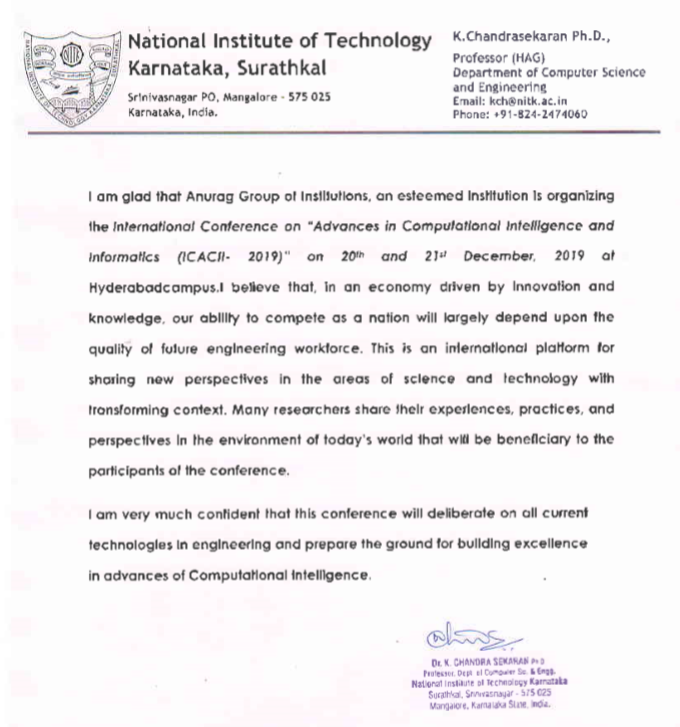 National Institute of Technology
Karnataka, Surathkal
Srinivasnagar PO, Mangalore - 575 025
Karnataka, India.
K.Chandrasekaran Ph.D.,
Professor (HAG)
Department of Computer Science
and Engineering
Email: kch@nitk.ac.in
Phone: +91-824-2474060
I am glad that Anurag Group of Institutions, an esteemed Institution is organizing
the International Conference on "Advances in Computational Intelligence and
Informatics (ICACII- 2019)" on 20th and 21st December, 2019 at
Hyderabadcampus.I believe that, in an economy driven by innovation and
knowledge, our ability to compete as a nation will largely depend upon the
quality of future engineering workforce. This is an international platform for
sharing new perspectives in the areas of science and technology with
transforming context. Many researchers share their experiences, practices, and
perspectives in the environment of today's world that will be beneficiary to the
participants of the conference.
I am very much confident that this conference will deliberate on all current
technologies in engineering and prepare the ground for building excellence
in advances of Computational Intelligence.
Dr. K. CHANDRA SEKARAN Ph D
Professor, Dept. of Computer Sc. & Engg.
National Institute of Technology Karnataka
Surathkal, Srinivasnagar - 575 025
Mangalore, Karnataka State, India.